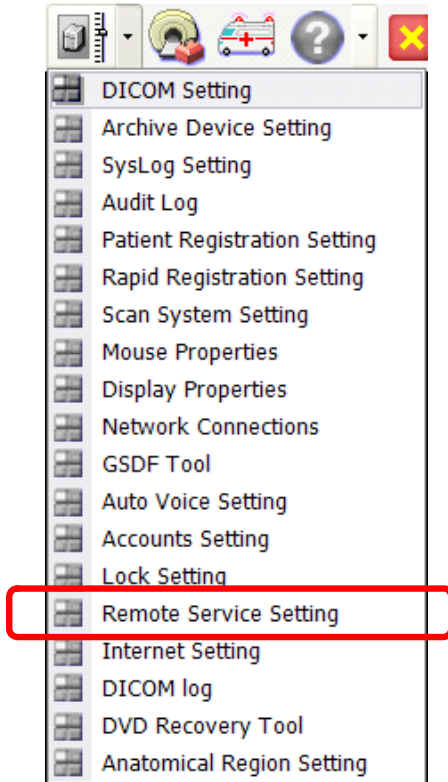 DICOM Setting
Archive Device Setting
SysLog Setting
Audit Log
Patient Registration Setting
Rapid Registration Setting
Scan System Setting
Mouse Properties
Display Properties
Network Connections
GSDF Tool
Auto Voice Setting
Accounts Setting
Lock Setting
Remote Service Setting
Internet Setting
DICOM log
DVD Recovery Tool
Anatomical Region Setting